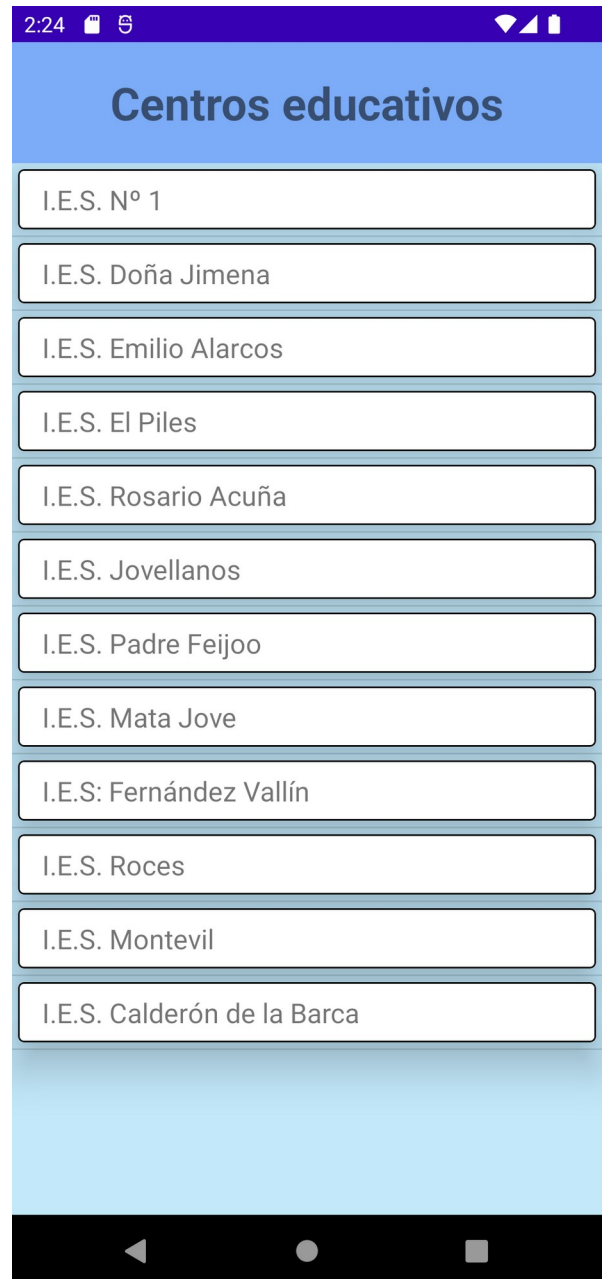 2:24
Centros educativos
I.E.S. Nº 1
I.E.S. Doña Jimena
I.E.S. Emilio Alarcos
I.E.S. El Piles
I.E.S. Rosario Acuña
I.E.S. Jovellanos
I.E.S. Padre Feijoo
I.E.S. Mata Jove
I.E.S: Fernández Vallín
I.E.S. Roces
I.E.S. Montevil
I.E.S. Calderón de la Barca